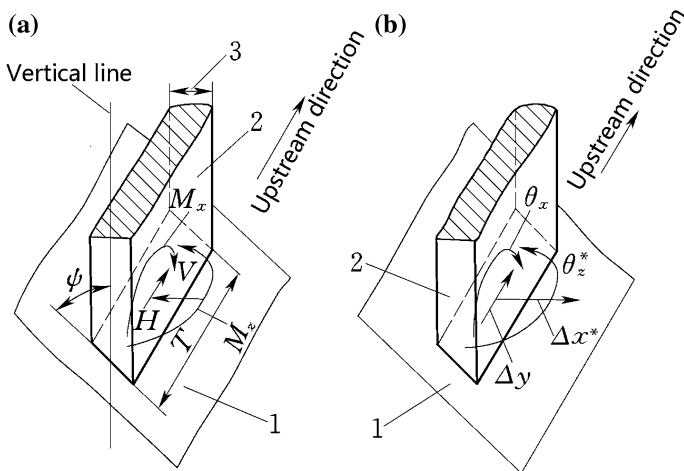 (a)
Vertical line
3
2
Upstream direction
M_x
ψ
V
H
T
M_z
1
(b)
Upstream direction
θ_x
θ_z^*
2
Δx^*
Δy
1